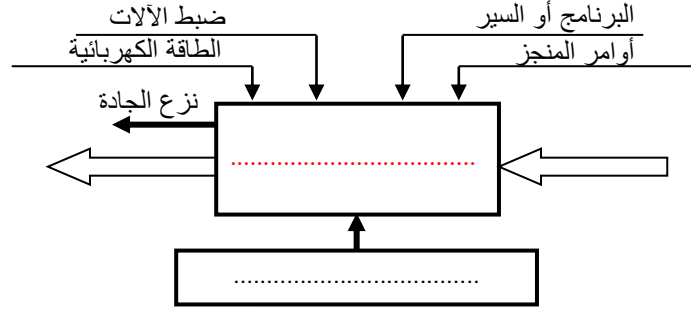 البرنامج أو السير
ضبط الآلات
أوامر المنجز
الطاقة الكهربائية
نزع الجادة
......................................
......................................